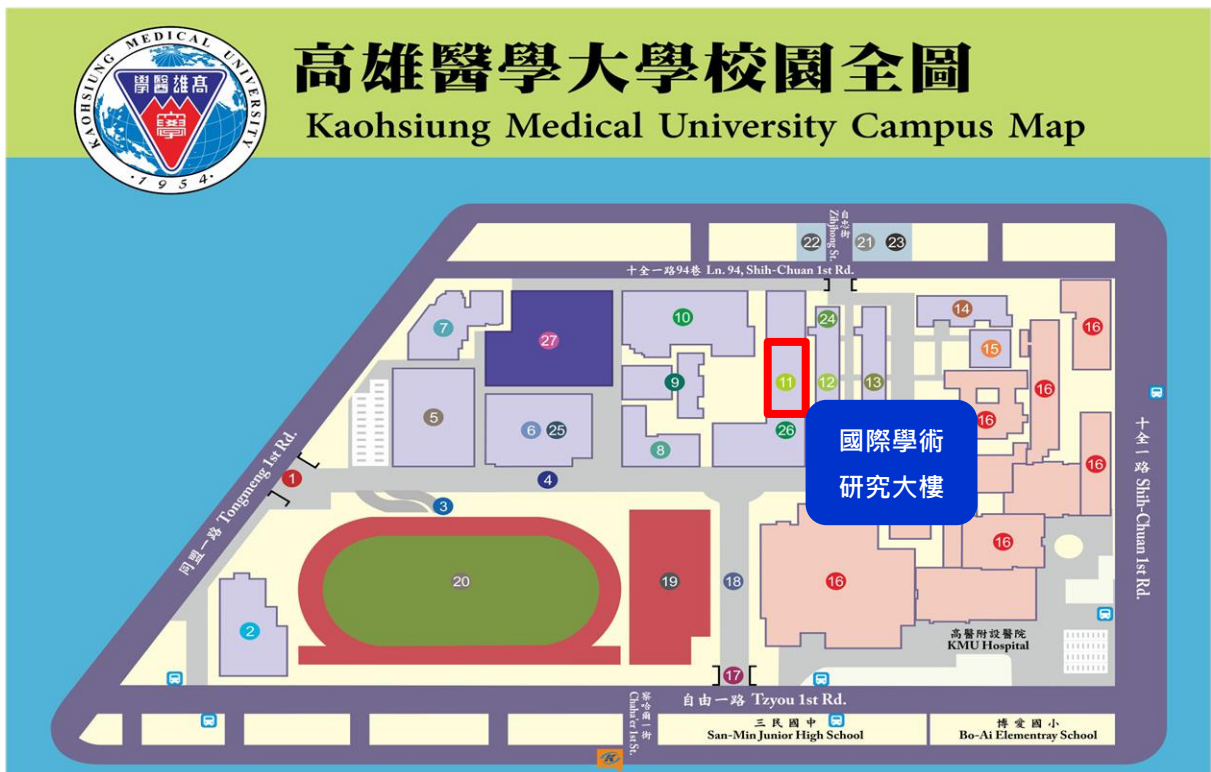 高雄醫學大學校園全圖
Kaohsiung Medical University Campus Map
KAOHSIUNG MEDICAL UNIVERSITY
學醫雄高
‧1954‧
自忠街
Zihjhong St.
22
21
23
十全一路94巷 Ln. 94, Shih-Chuan 1st Rd.
7
27
10
24
14
16
15
9
11
12
13
16
16
5
6
25
8
26
國際學術
研究大樓
16
十全一路 Shih-Chuan 1st Rd.
同盟一路 Tongmeng 1st Rd.
1
3
4
16
20
19
18
16
2
高醫附設醫院
KMU Hospital
17
自由一路 Tzyou 1st Rd.
察哈爾一街
Chaha'er 1st St.
三民國中
San-Min Junior High School
博愛國小
Bo-Ai Elementray School
K